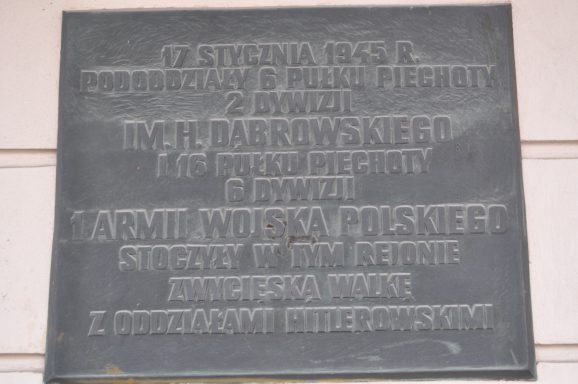 17 STYCZNIA 1945 R.
PODODDZIAŁY 6 PUŁKU PIECHOTY
2 DYWIZJI
IM. H. DĄBROWSKIEGO
I 16 PUŁKU PIECHOTY
6 DYWIZJI
1 ARMII WOJSKA POLSKIEGO
STOCZYŁY W TYM REJONIE
ZWYCIĘSKĄ WALKĘ
Z ODDZIAŁAMI HITLEROWSKIMI